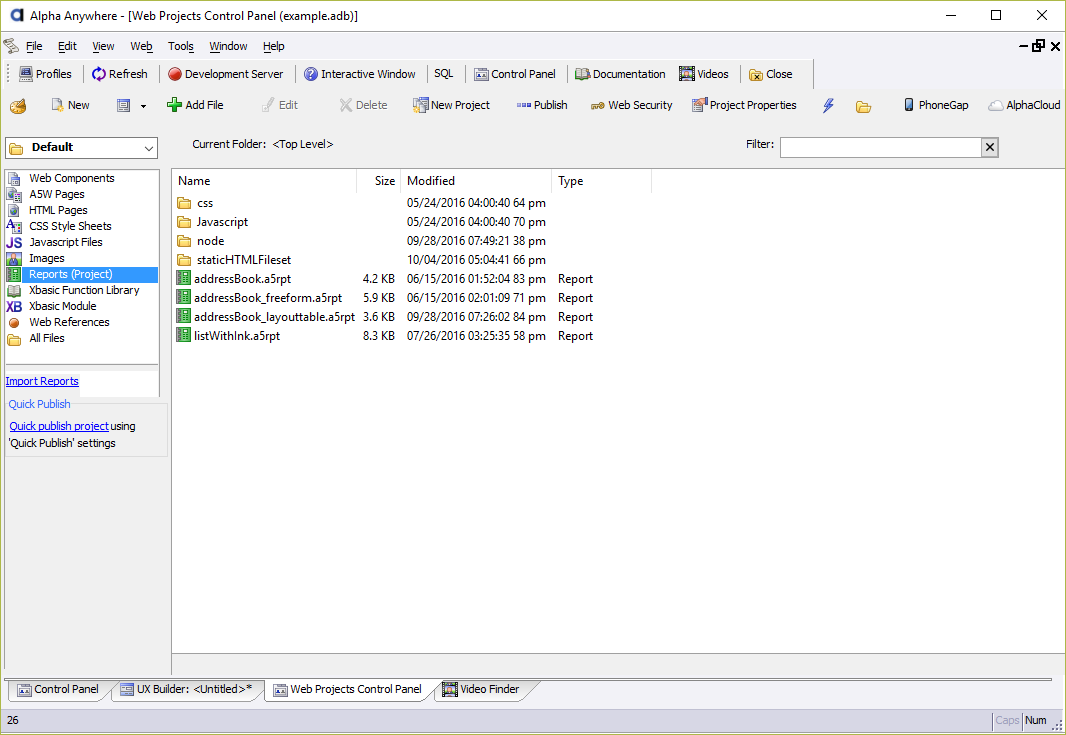 Alpha Anywhere - [Web Projects Control Panel (example.adb)]
File Edit View Web Tools Window Help
Profiles Refresh Development Server Interactive Window SQL Control Panel Documentation Videos Close
New Add File Edit Delete New Project Publish Web Security Project Properties PhoneGap AlphaCloud
Default
Current Folder: <Top Level>
Filter:
Web Components
A5W Pages
HTML Pages
CSS Style Sheets
Javascript Files
Images
Reports (Project)
Xbasic Function Library
Xbasic Module
Web References
All Files
Import Reports
Quick Publish
Quick publish project using
'Quick Publish' settings
Name Size Modified Type
css 05/24/2016 04:00:40 64 pm
Javascript 05/24/2016 04:00:40 70 pm
node 09/28/2016 07:49:21 38 pm
staticHTMLFileset 10/04/2016 05:04:41 66 pm
addressBook.a5rpt 4.2 KB 06/15/2016 01:52:04 83 pm Report
addressBook_freeform.a5rpt 5.9 KB 06/15/2016 02:01:09 71 pm Report
addressBook_layouttable.a5rpt 3.6 KB 09/28/2016 07:26:02 84 pm Report
listWithInk.a5rpt 8.3 KB 07/26/2016 03:25:35 58 pm Report
Control Panel UX Builder: <Untitled>* Web Projects Control Panel Video Finder
26 Caps Num